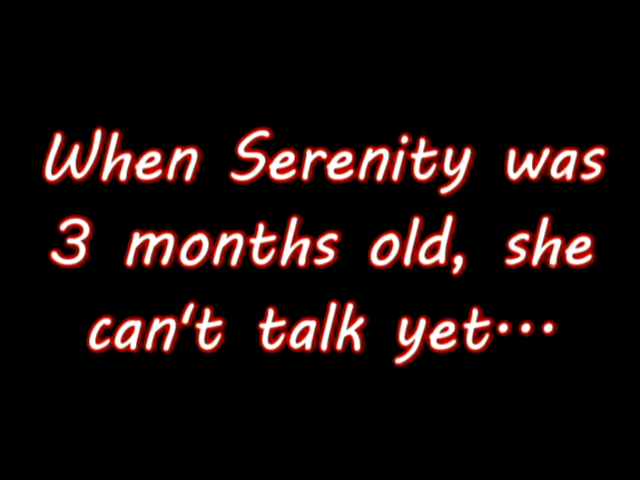 When Serenity was
3 months old, she
can't talk yet...